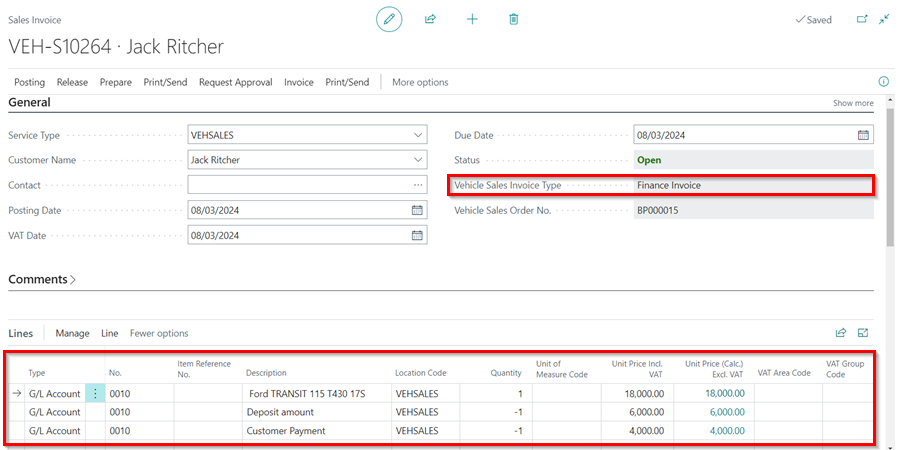 Sales Invoice
Saved
VEH-S10264 · Jack Ritcher
Posting Release Prepare Print/Send Request Approval Invoice Print/Send More options
General Show more
Service Type VEHSALES Due Date 08/03/2024
Customer Name Jack Ritcher Status Open
Contact Vehicle Sales Invoice Type Finance Invoice
Posting Date 08/03/2024 Vehicle Sales Order No. BP000015
VAT Date 08/03/2024
Comments
Lines Manage Line Fewer options
Type No. Item Reference No. Description Location Code Quantity Unit of Measure Code Unit Price Incl. VAT Unit Price (Calc.) Excl. VAT VAT Area Code VAT Group Code
G/L Account 0010 Ford TRANSIT 115 T430 17S VEHSALES 1 18,000.00 18,000.00
G/L Account 0010 Deposit amount VEHSALES -1 6,000.00 6,000.00
G/L Account 0010 Customer Payment VEHSALES -1 4,000.00 4,000.00